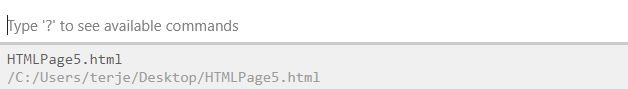 Type '?' to see available commands
HTMLPage5.html
/C:/Users/terje/Desktop/HTMLPage5.html